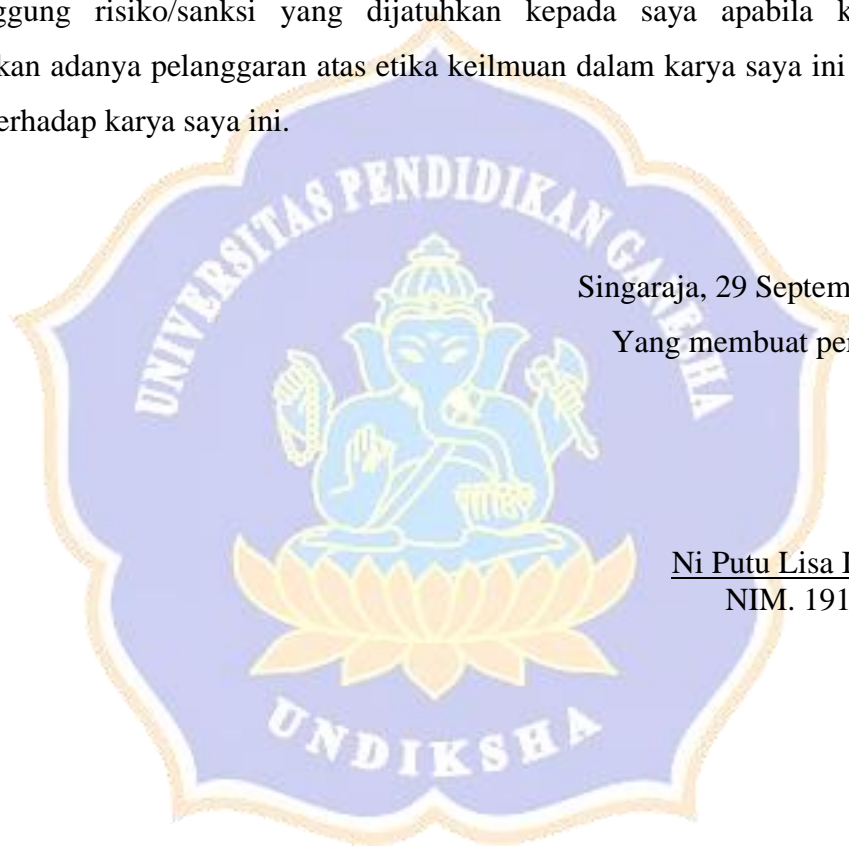 ggung risiko/sanksi yang dijatuhkan kepada saya apabila k
kan adanya pelanggaran atas etika keilmuan dalam karya saya ini
erhadap karya saya ini.
UNIVERSITAS PENDIDIKAN GANESHA
Singaraja, 29 Septem
Yang membuat per
Ni Putu Lisa
NIM. 191
UNDIKSHA